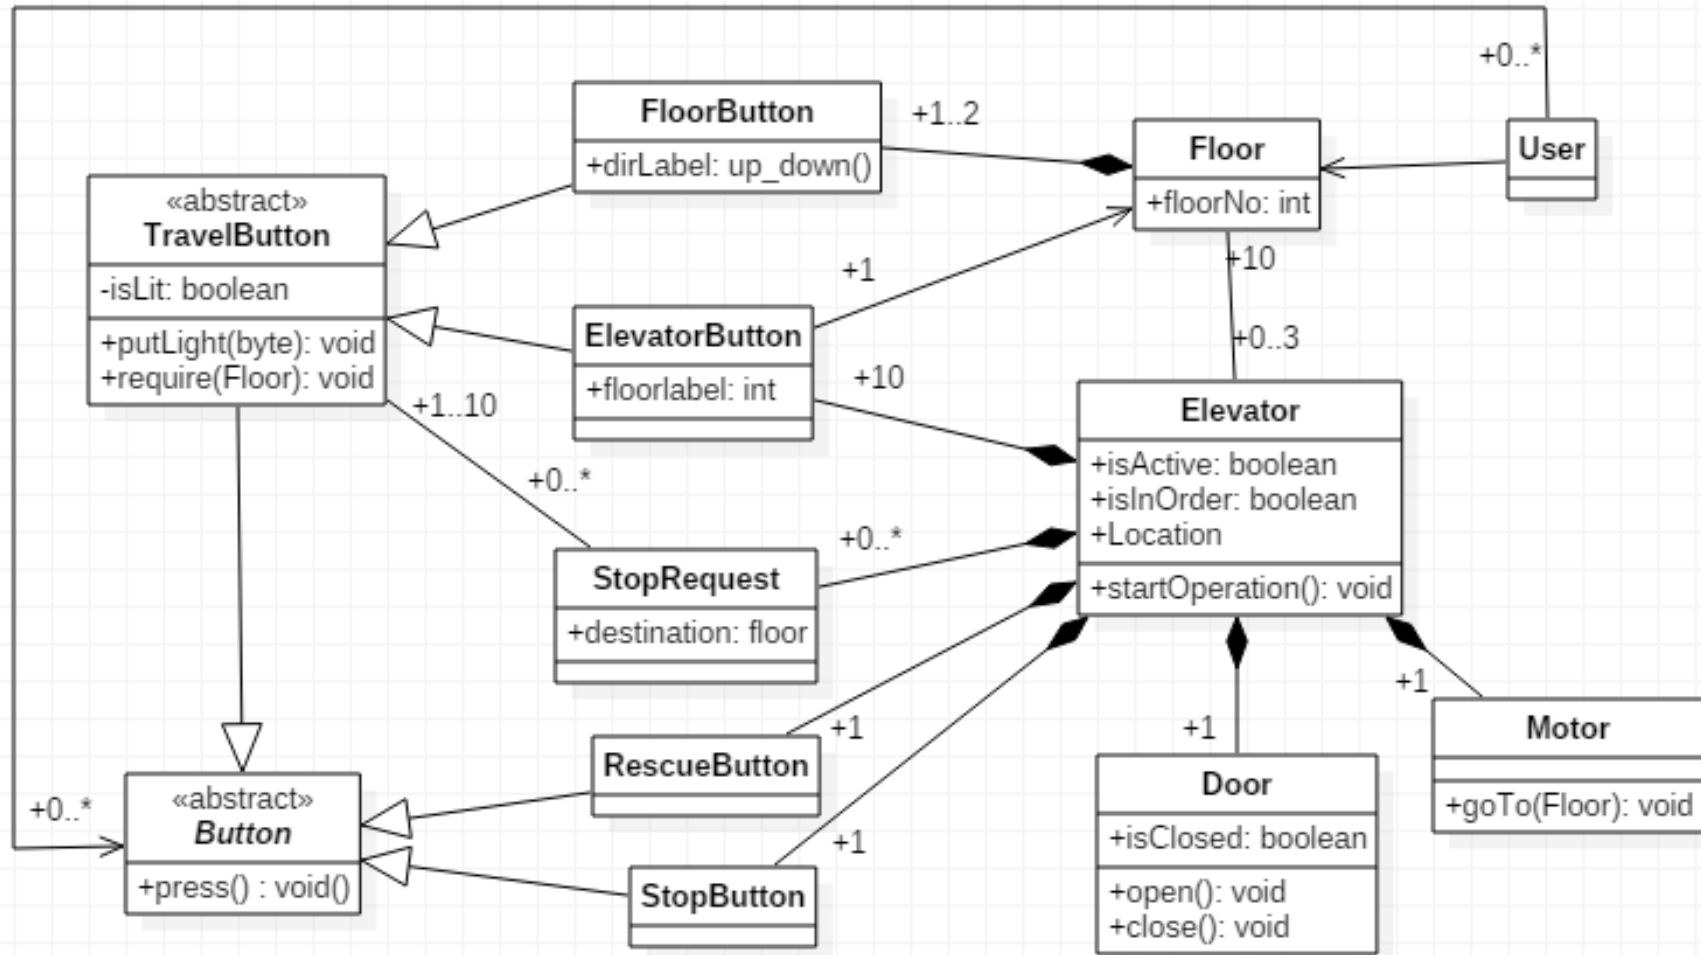 +0..*
FloorButton
+dirLabel: up_down()
+1..2
Floor
+floorNo: int
User
«abstract»
TravelButton
-isLit: boolean
+putLight(byte): void
+require(Floor): void
+1
+10
+0..3
ElevatorButton
+floorlabel: int
+10
+1..10
+0..*
Elevator
+isActive: boolean
+isInOrder: boolean
+Location
+startOperation(): void
StopRequest
+destination: floor
+0..*
RescueButton
+1
+1
+1
Motor
+goTo(Floor): void
Door
+isClosed: boolean
+open(): void
+close(): void
+0..*
«abstract»
Button
+press() : void()
StopButton
+1